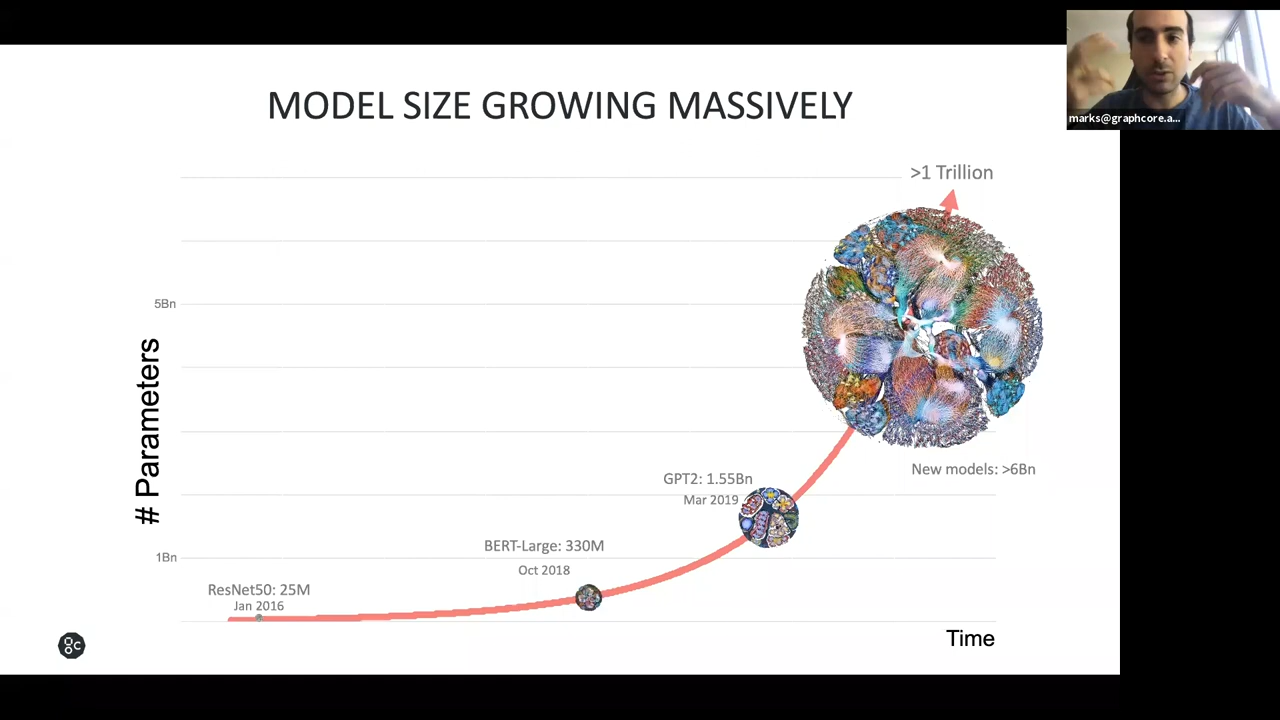 MODEL SIZE GROWING MASSIVELY
marks@graphcore.a...
>1 Trillion
5Bn
# Parameters
New models: >6Bn
GPT2: 1.55Bn
Mar 2019
BERT-Large: 330M
Oct 2018
1Bn
ResNet50: 25M
Jan 2016
Time
gc